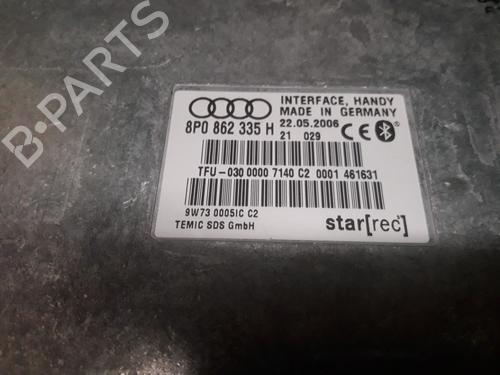 INTERFACE, HANDY
MADE IN GERMANY
8P0 862 335 H
22.05.2006
21 029
CE
TFU-030 0000 7140 C2 0001 461631
9W73 0005IC C2
TEMIC SDS GmbH
star[rec]
B-PARTS